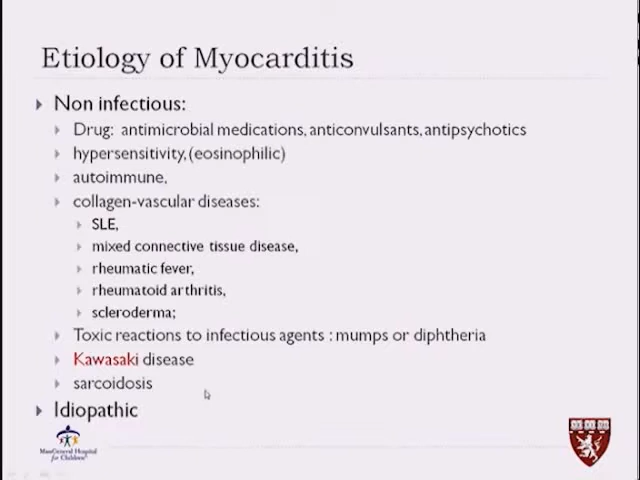 Etiology of Myocarditis
Non infectious:
Drug: antimicrobial medications, anticonvulsants, antipsychotics
hypersensitivity, (eosinophilic)
autoimmune,
collagen-vascular diseases:
SLE,
mixed connective tissue disease,
rheumatic fever,
rheumatoid arthritis,
scleroderma;
Toxic reactions to infectious agents : mumps or diphtheria
Kawasaki disease
sarcoidosis
Idiopathic
MassGeneral Hospital
for Children